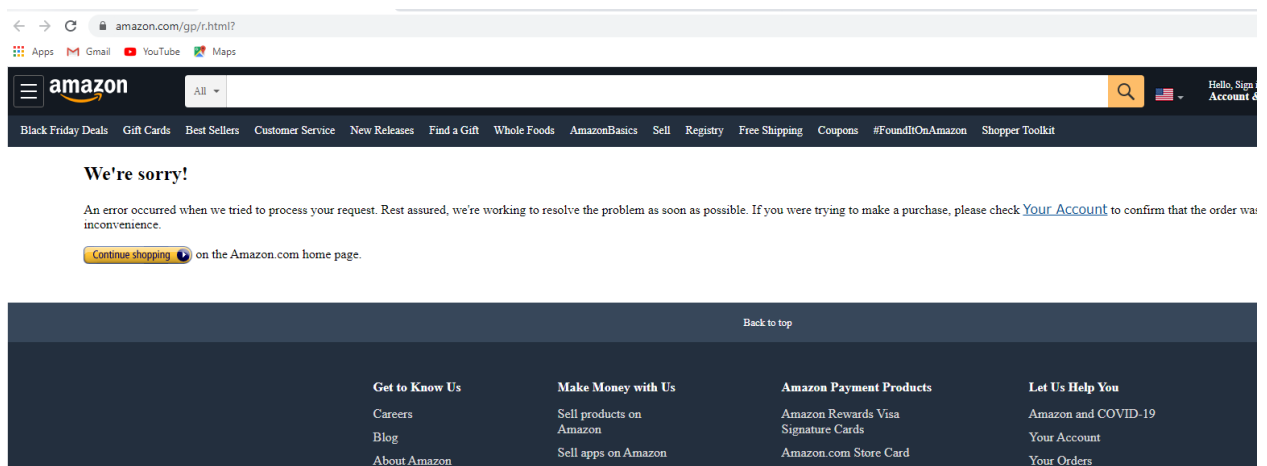 amazon.com/gp/r.html?
Apps Gmail YouTube Maps
amazon All Hello, Sign
Account &
Black Friday Deals Gift Cards Best Sellers Customer Service New Releases Find a Gift Whole Foods AmazonBasics Sell Registry Free Shipping Coupons #FoundItOnAmazon Shopper Toolkit
We're sorry!
An error occurred when we tried to process your request. Rest assured, we're working to resolve the problem as soon as possible. If you were trying to make a purchase, please check Your Account to confirm that the order was
inconvenience.
Continue shopping on the Amazon.com home page.
Back to top
Get to Know Us Make Money with Us Amazon Payment Products Let Us Help You
Careers Sell products on Amazon Rewards Visa Amazon and COVID-19
Amazon Signature Cards
Blog Your Account
Sell apps on Amazon Amazon.com Store Card
About Amazon Your Orders